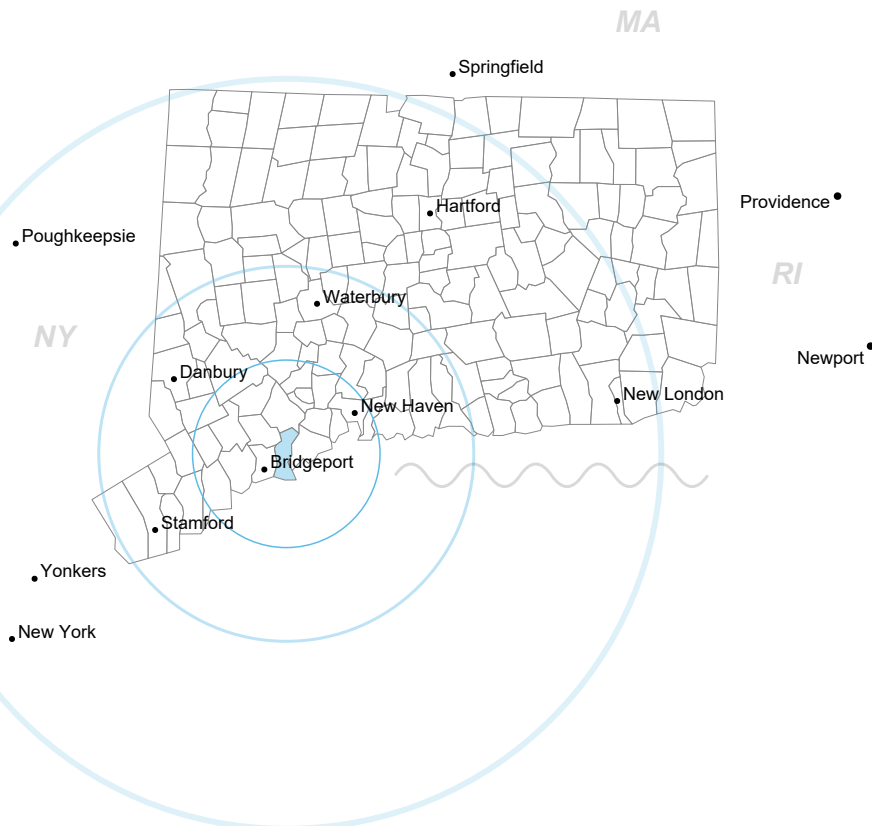 MA
Springfield
Providence
Hartford
Poughkeepsie
RI
Waterbury
NY
Newport
Danbury
New London
New Haven
Bridgeport
Stamford
Yonkers
New York